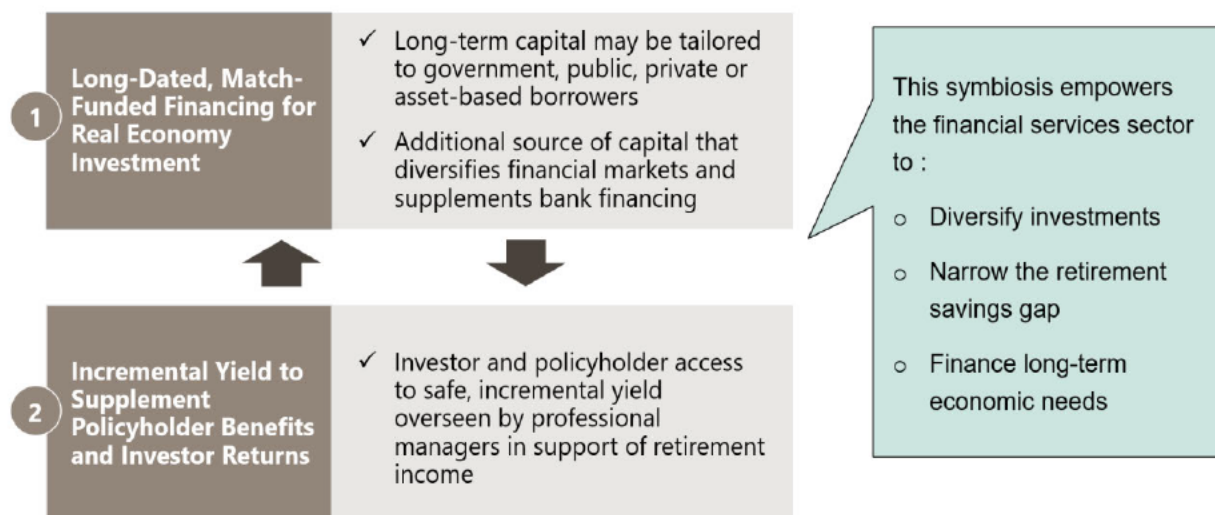 1
Long-Dated, Match-
Funded Financing for
Real Economy
Investment
✓ Long-term capital may be tailored
to government, public, private or
asset-based borrowers
✓ Additional source of capital that
diversifies financial markets and
supplements bank financing
2
Incremental Yield to
Supplement
Policyholder Benefits
and Investor Returns
✓ Investor and policyholder access
to safe, incremental yield
overseen by professional
managers in support of retirement
income
This symbiosis empowers
the financial services sector
to :
o Diversify investments
o Narrow the retirement
savings gap
o Finance long-term
economic needs